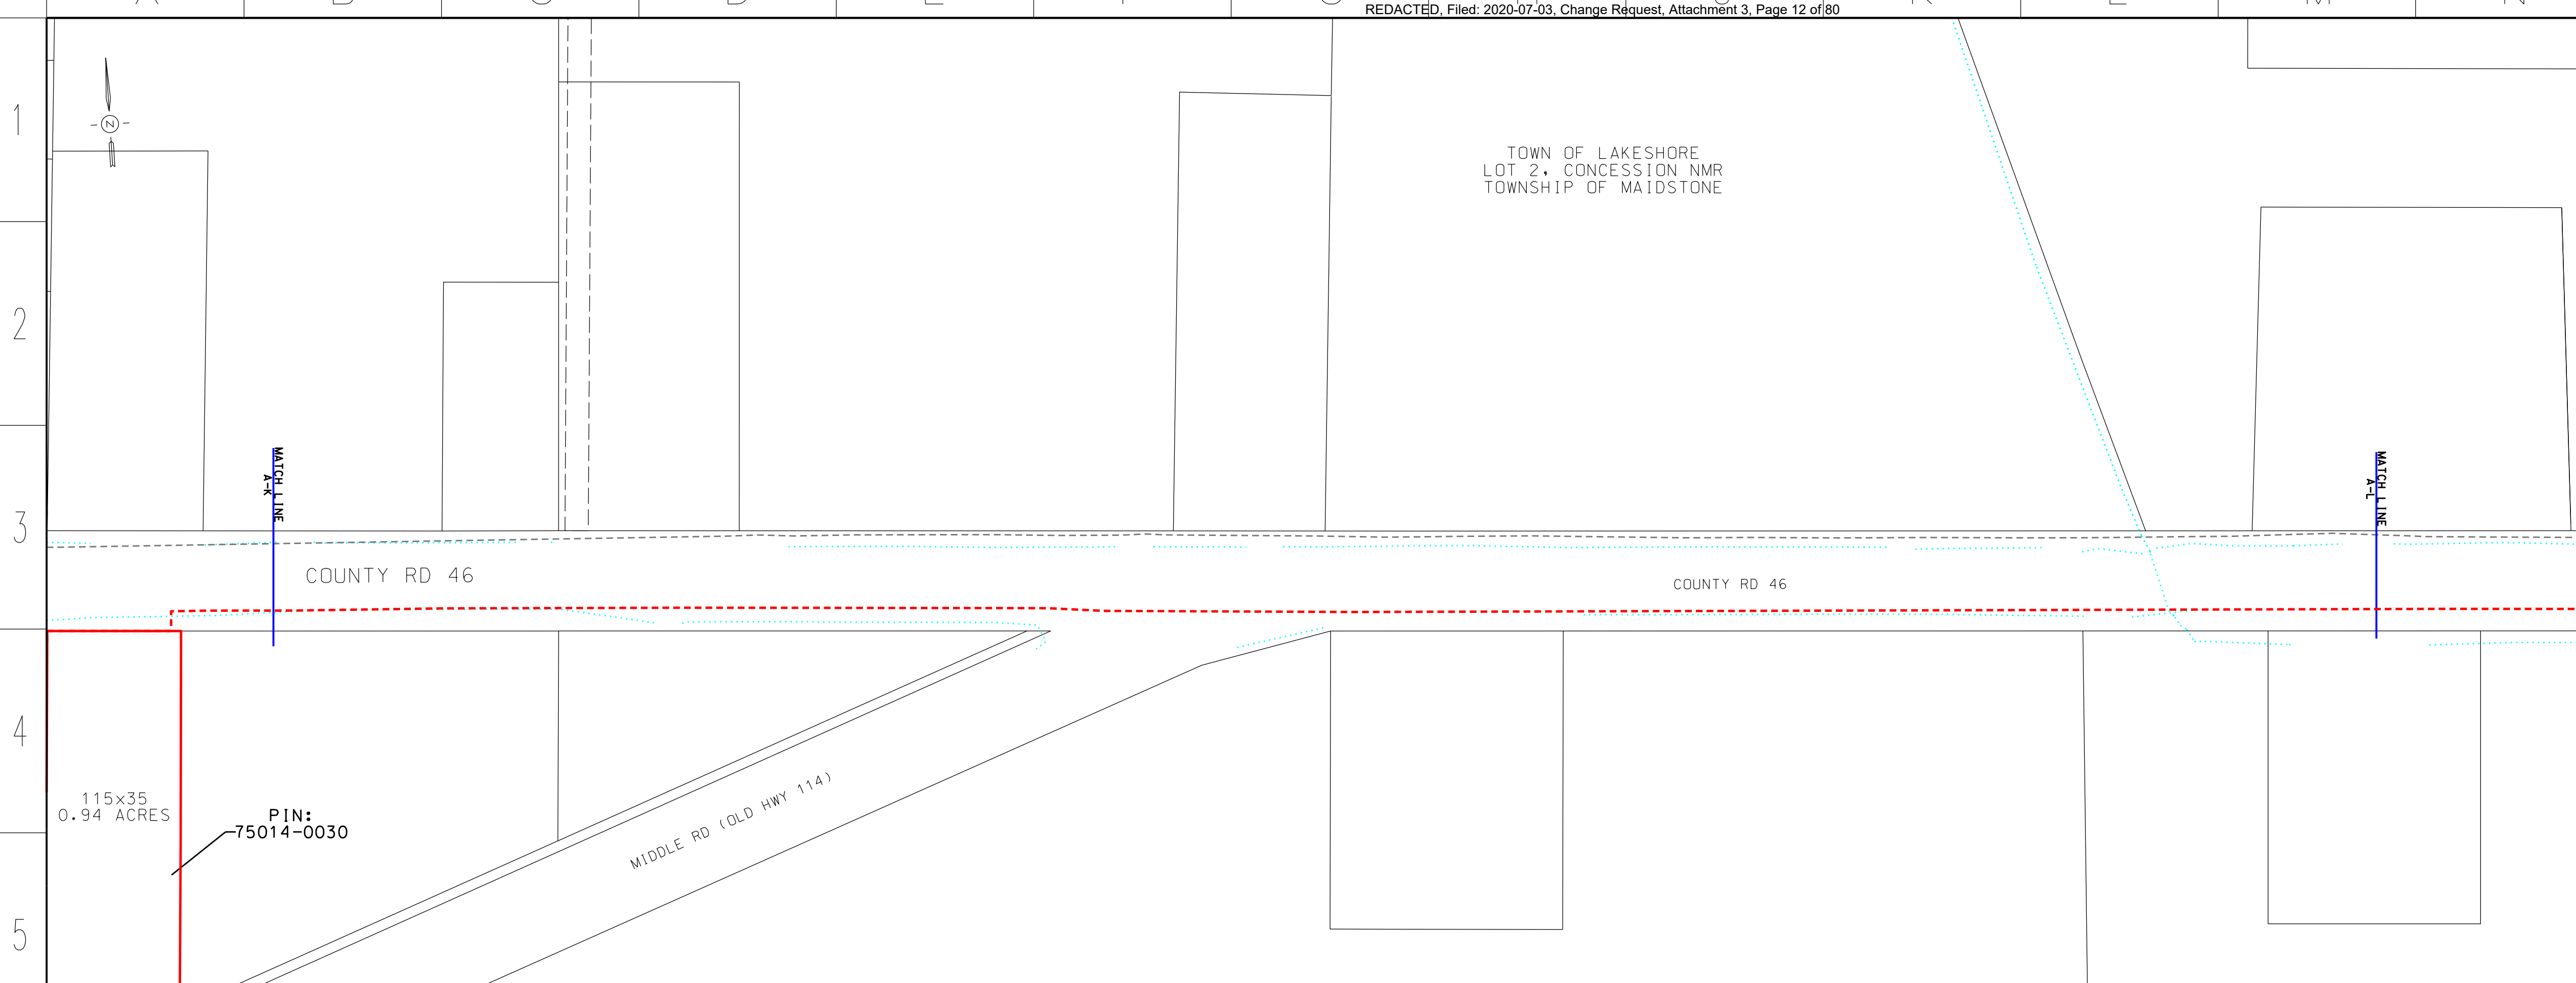 REDACTED, Filed: 2020-07-03, Change Request, Attachment 3, Page 12 of 80
1
N
TOWN OF LAKESHORE
LOT 2, CONCESSION NMR
TOWNSHIP OF MAIDSTONE
2
MATCH LINE
A-K
MATCH LINE
A-L
3
COUNTY RD 46
COUNTY RD 46
4
115x35
0.94 ACRES
PIN:
75014-0030
MIDDLE RD (OLD HWY 114)
5